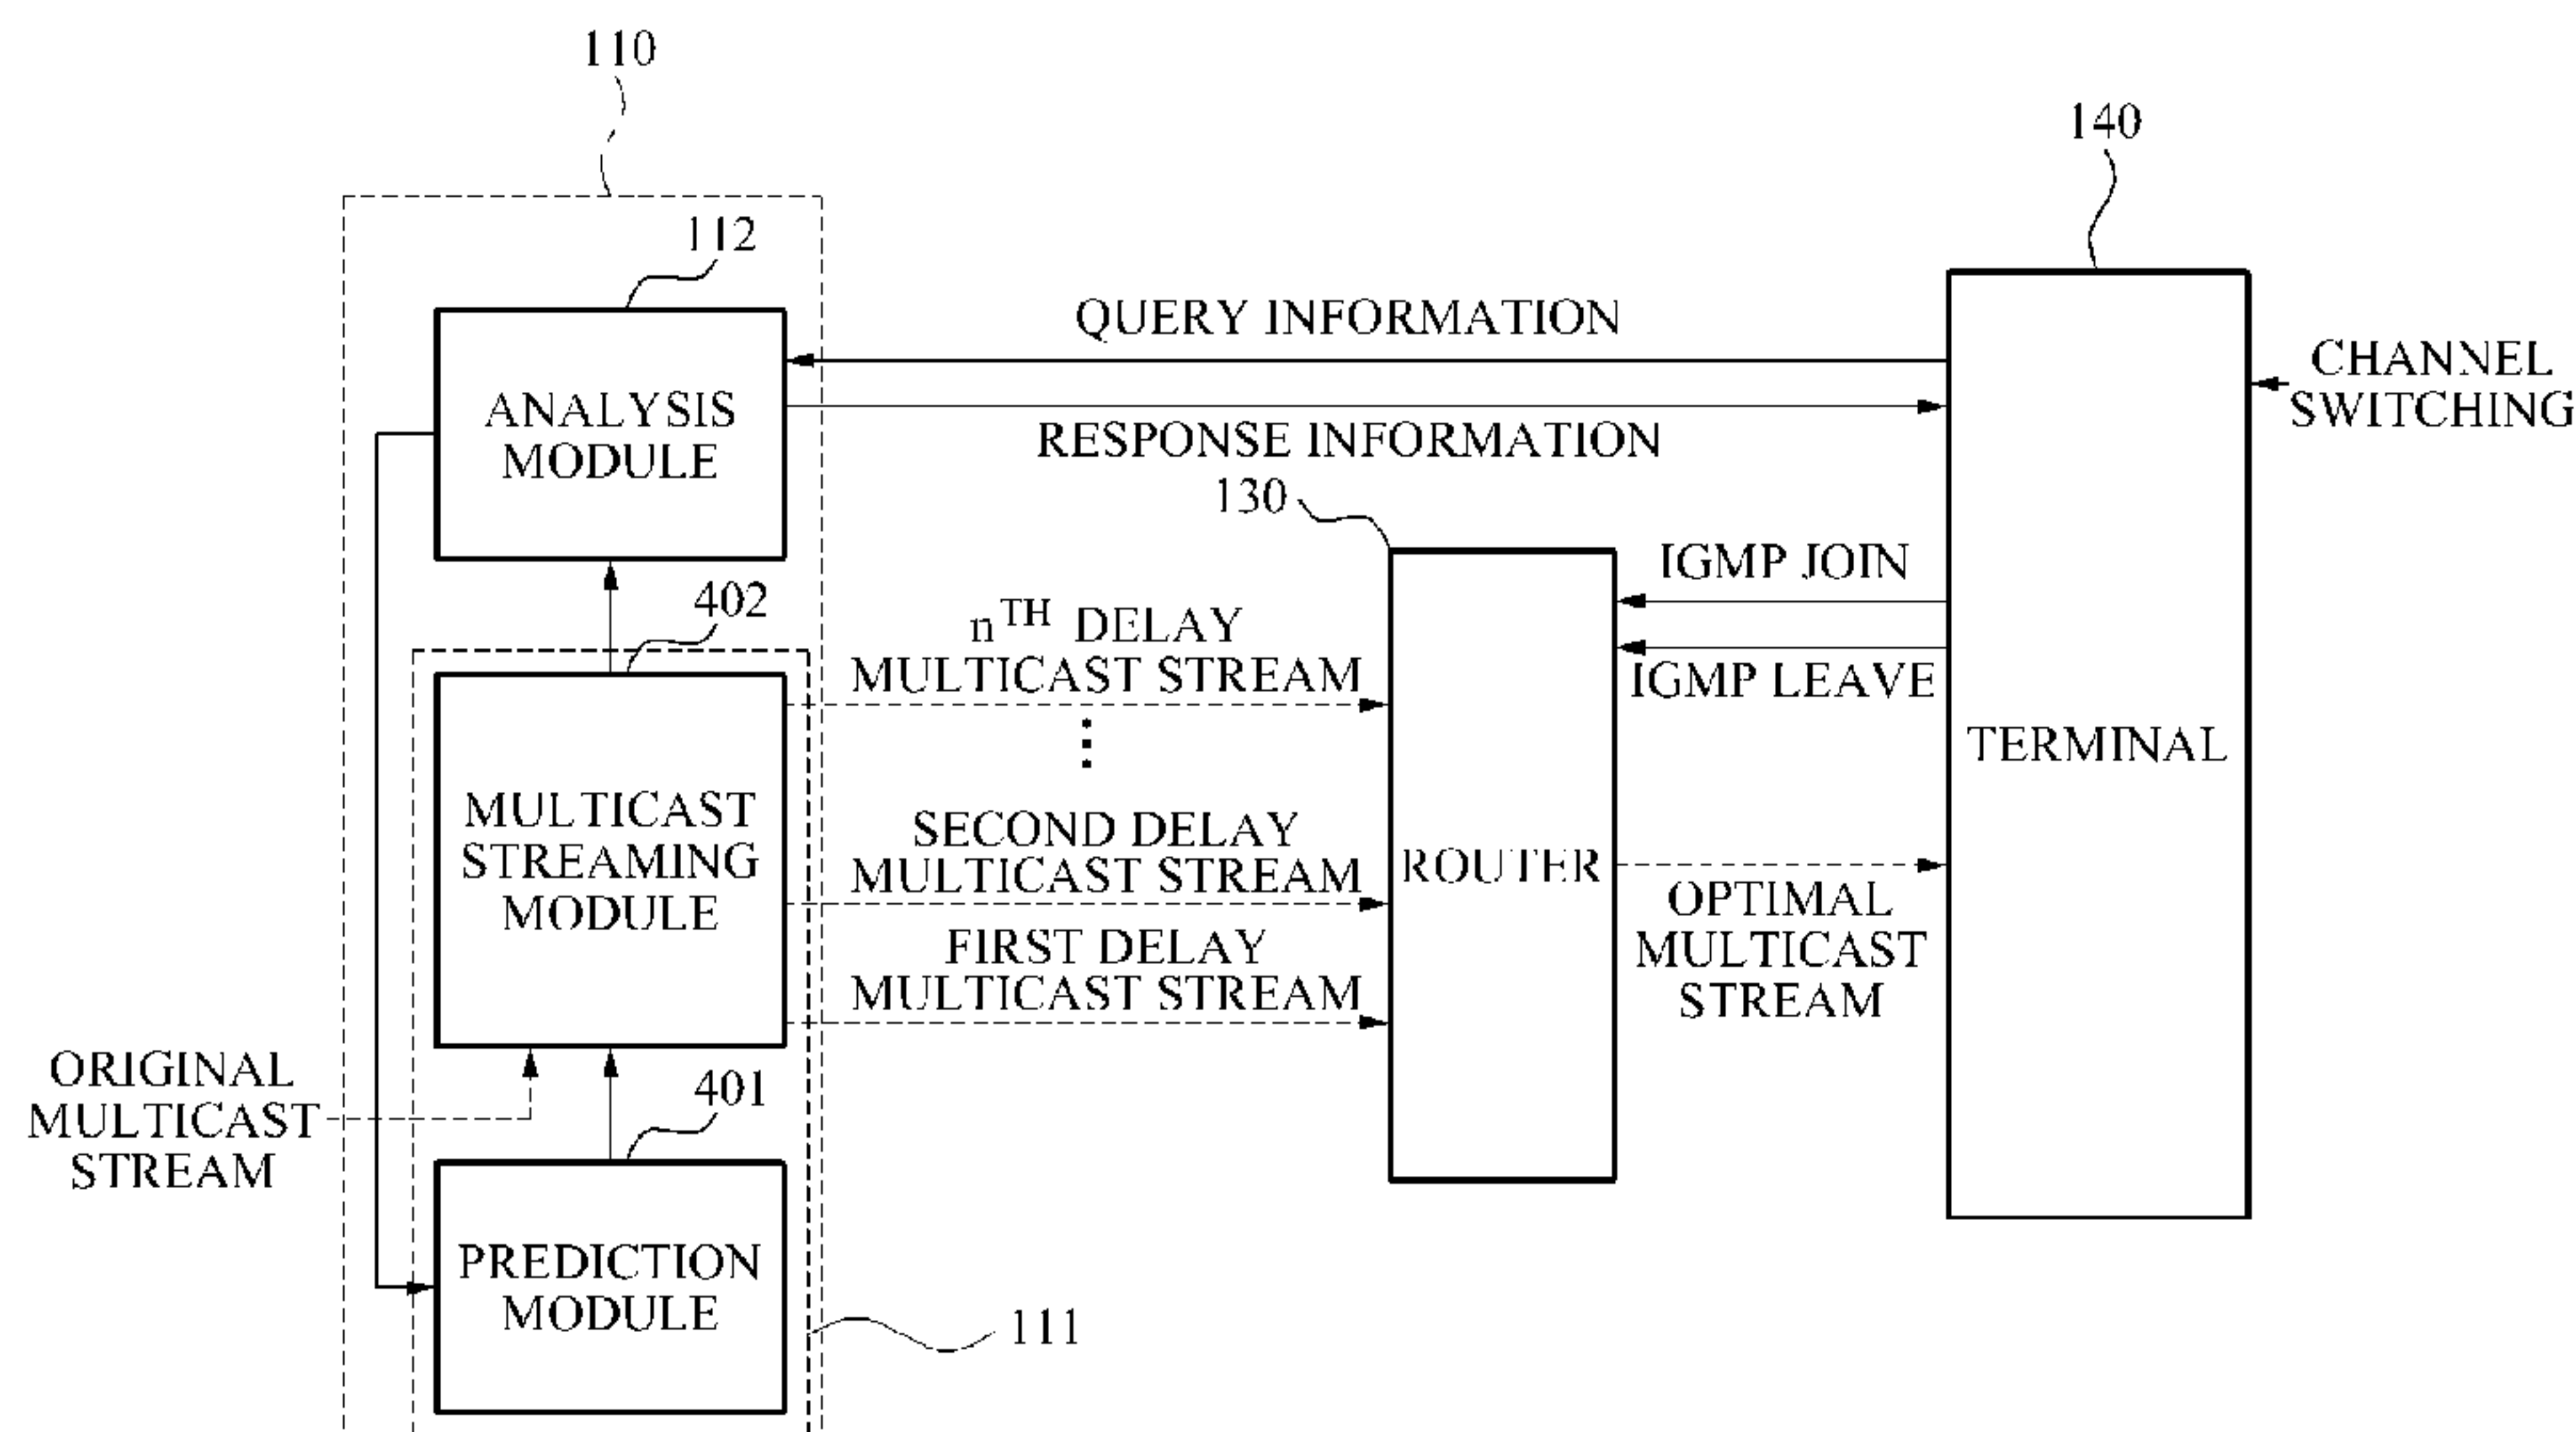 110
140
112
QUERY INFORMATION
CHANNEL
SWITCHING
ANALYSIS
MODULE
RESPONSE INFORMATION
130
IGMP JOIN
402
nTH DELAY
MULTICAST STREAM
IGMP LEAVE
TERMINAL
MULTICAST
STREAMING
MODULE
SECOND DELAY
MULTICAST STREAM
ROUTER
OPTIMAL
MULTICAST
STREAM
FIRST DELAY
MULTICAST STREAM
ORIGINAL
MULTICAST
STREAM
401
PREDICTION
MODULE
111